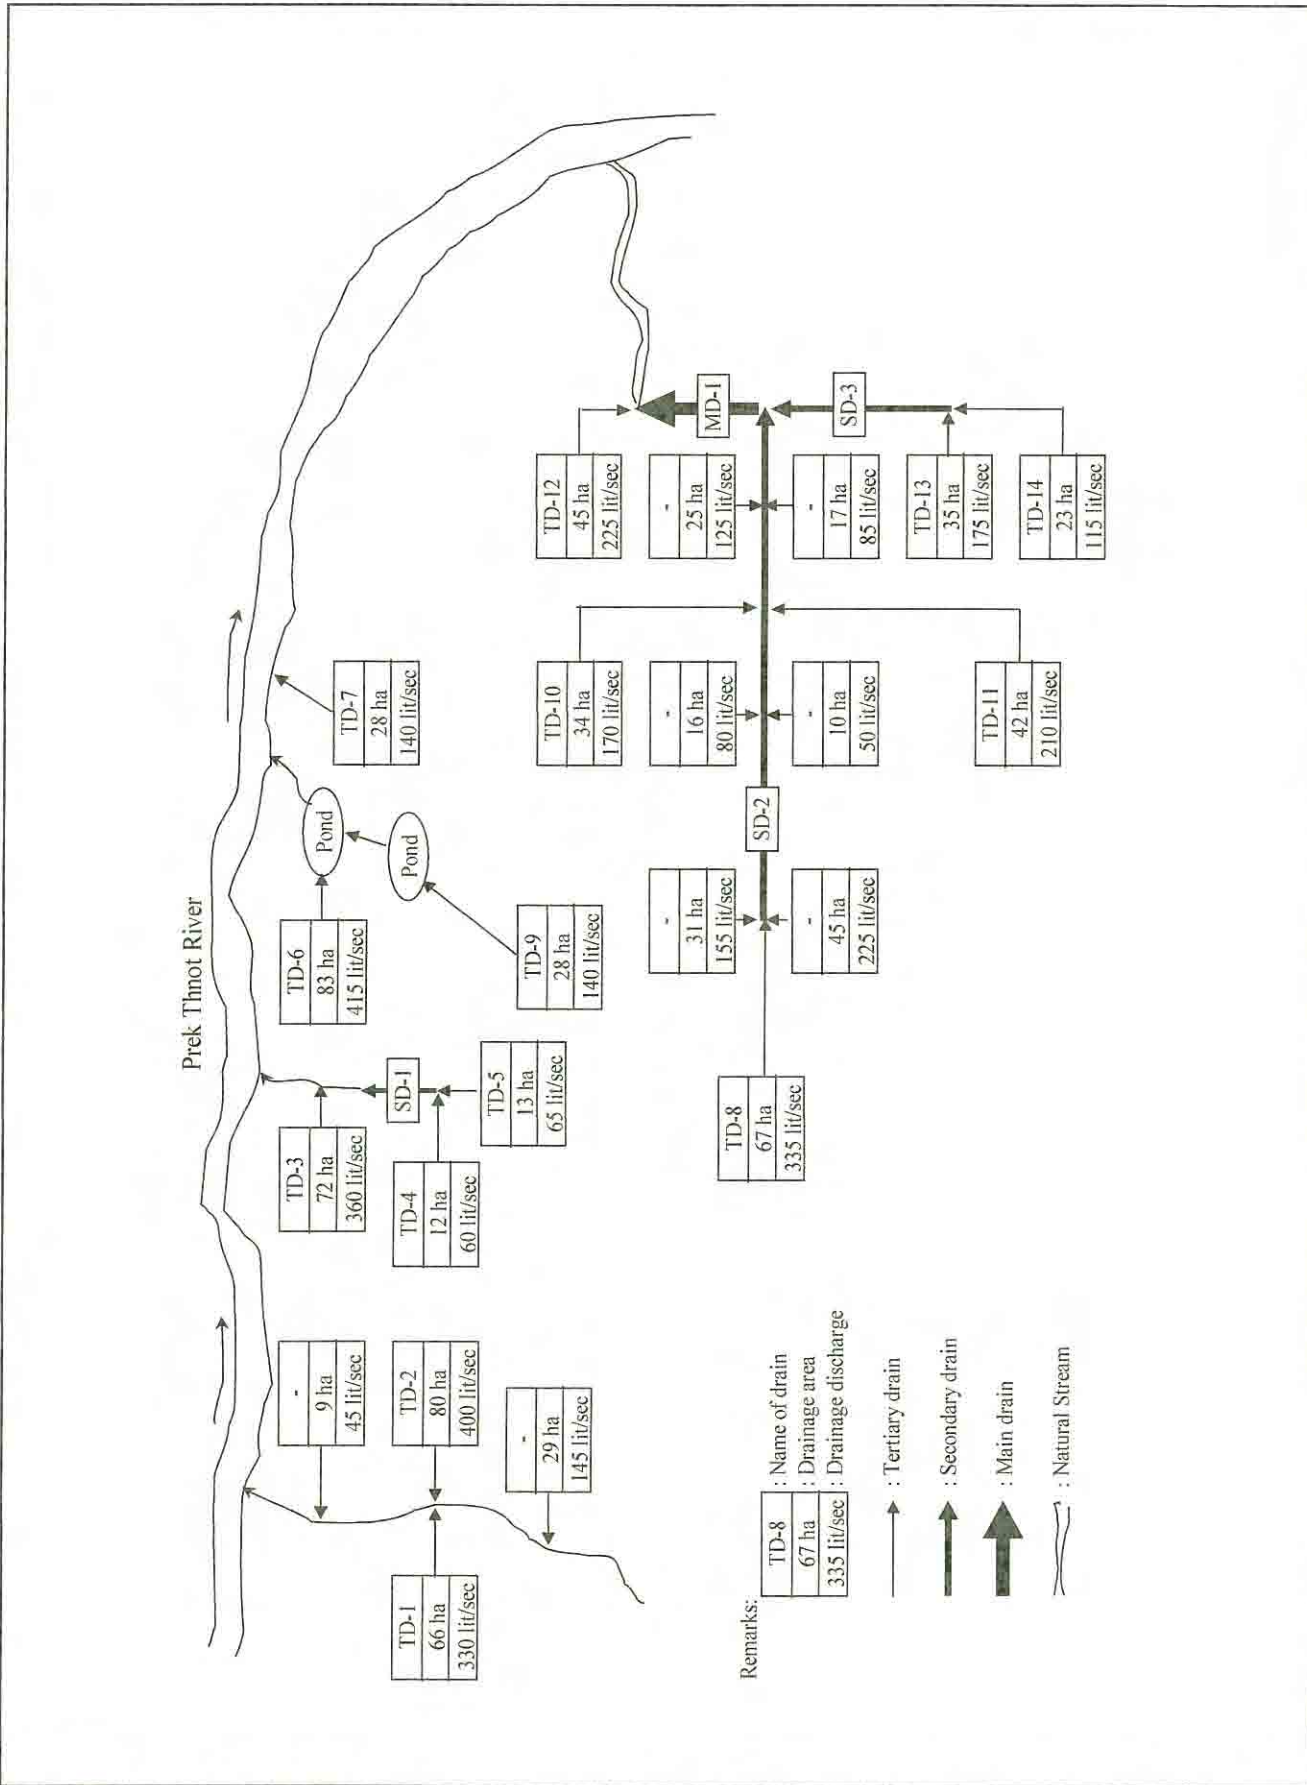 Prek Thnot River
-
9 ha
45 lit/sec
TD-1
66 ha
330 lit/sec
TD-2
80 ha
400 lit/sec
-
29 ha
145 lit/sec
TD-3
72 ha
360 lit/sec
SD-1
TD-4
12 ha
60 lit/sec
TD-5
13 ha
65 lit/sec
TD-6
83 ha
415 lit/sec
Pond
Pond
TD-9
28 ha
140 lit/sec
TD-7
28 ha
140 lit/sec
TD-8
67 ha
335 lit/sec
-
31 ha
155 lit/sec
-
45 ha
225 lit/sec
SD-2
TD-10
34 ha
170 lit/sec
-
16 ha
80 lit/sec
-
10 ha
50 lit/sec
TD-11
42 ha
210 lit/sec
TD-12
45 ha
225 lit/sec
-
25 ha
125 lit/sec
-
17 ha
85 lit/sec
TD-13
35 ha
175 lit/sec
TD-14
23 ha
115 lit/sec
MD-1
SD-3
Remarks:
TD-8 : Name of drain
67 ha : Drainage area
335 lit/sec : Drainage discharge
: Tertiary drain
: Secondary drain
: Main drain
: Natural Stream